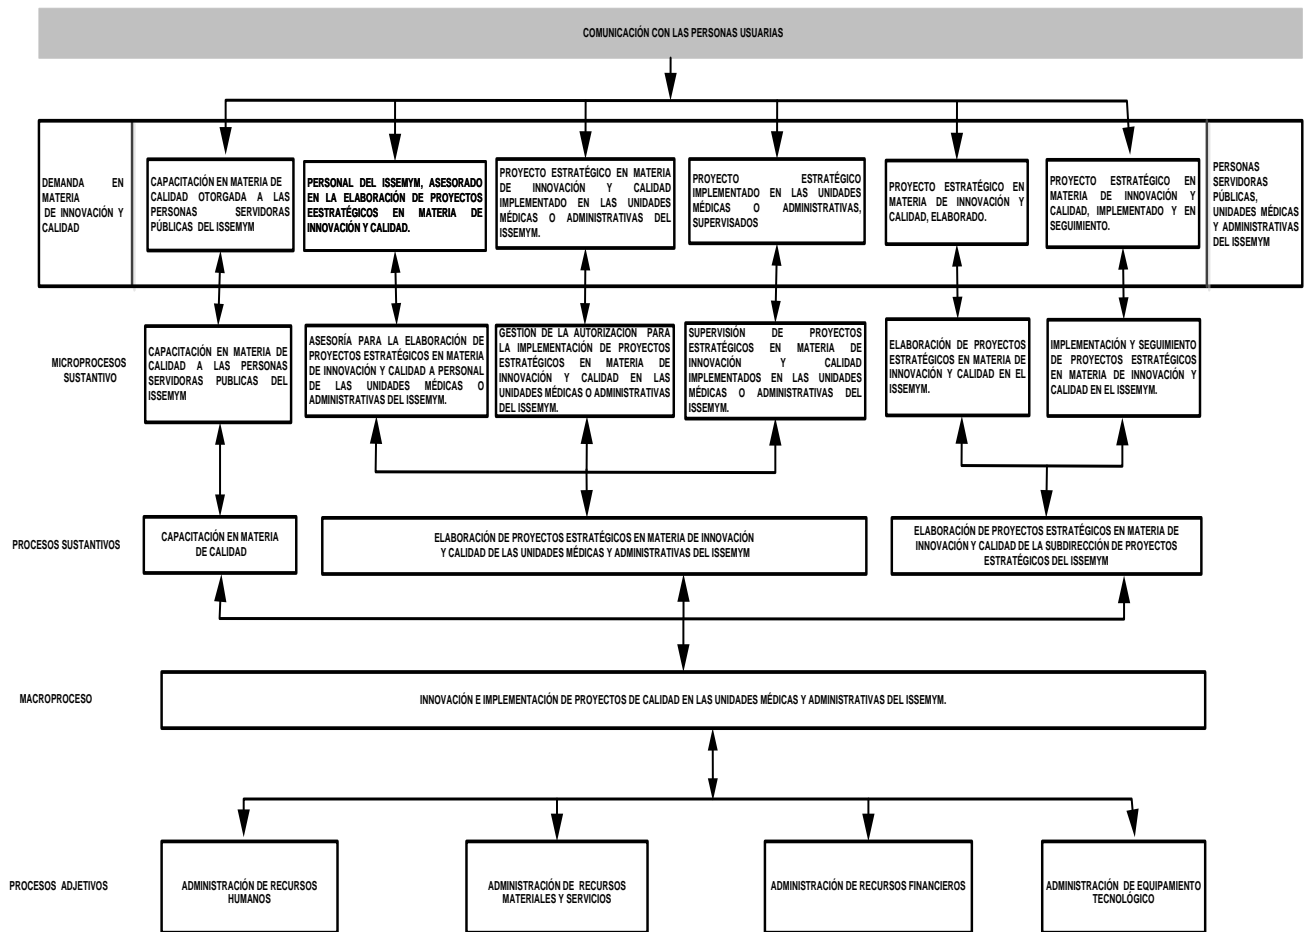 COMUNICACIÓN CON LAS PERSONAS USUARIAS
DEMANDA EN
MATERIA
DE INNOVACIÓN Y
CALIDAD
CAPACITACIÓN EN MATERIA DE
CALIDAD OTORGADA A LAS
PERSONAS SERVIDORAS
PÚBLICAS DEL ISSEMYM
PERSONAL DEL ISSEMYM, ASESORADO
EN LA ELABORACIÓN DE PROYECTOS
EESTRATÉGICOS EN MATERIA DE
INNOVACIÓN Y CALIDAD.
PROYECTO ESTRATÉGICO EN MATERIA
DE INNOVACIÓN Y CALIDAD
IMPLEMENTADO EN LAS UNIDADES
MÉDICAS O ADMINISTRATIVAS DEL
ISSEMYM.
PROYECTO ESTRATÉGICO
IMPLEMENTADO EN LAS UNIDADES
MÉDICAS O ADMINISTRATIVAS,
SUPERVISADOS
PROYECTO ESTRATÉGICO EN
MATERIA DE INNOVACIÓN Y
CALIDAD, ELABORADO.
PROYECTO ESTRATÉGICO EN
MATERIA DE INNOVACIÓN Y
CALIDAD, IMPLEMENTADO Y EN
SEGUIMIENTO.
PERSONAS
SERVIDORAS
PÚBLICAS,
UNIDADES MÉDICAS
Y ADMINISTRATIVAS
DEL ISSEMYM
MICROPROCESOS
SUSTANTIVO
CAPACITACIÓN EN MATERIA DE
CALIDAD A LAS PERSONAS
SERVIDORAS PUBLICAS DEL
ISSEMYM
ASESORÍA PARA LA ELABORACIÓN DE
PROYECTOS ESTRATÉGICOS EN MATERIA
DE INNOVACIÓN Y CALIDAD A PERSONAL
DE LAS UNIDADES MÉDICAS O
ADMINISTRATIVAS DEL ISSEMYM.
GESTIÓN DE LA AUTORIZACIÓN PARA
LA IMPLEMENTACIÓN DE PROYECTOS
ESTRATÉGICOS EN MATERIA DE
INNOVACIÓN Y CALIDAD EN LAS
UNIDADES MÉDICAS O ADMINISTRATIVAS
DEL ISSEMYM.
SUPERVISIÓN DE PROYECTOS
ESTRATÉGICOS EN MATERIA DE
INNOVACIÓN Y CALIDAD
IMPLEMENTADOS EN LAS UNIDADES
MÉDICAS O ADMINISTRATIVAS DEL
ISSEMYM.
ELABORACIÓN DE PROYECTOS
ESTRATÉGICOS EN MATERIA DE
INNOVACIÓN Y CALIDAD EN EL
ISSEMYM.
IMPLEMENTACIÓN Y SEGUIMIENTO
DE PROYECTOS ESTRATÉGICOS
EN MATERIA DE INNOVACIÓN Y
CALIDAD EN EL ISSEMYM.
PROCESOS SUSTANTIVOS
CAPACITACIÓN EN MATERIA
DE CALIDAD
ELABORACIÓN DE PROYECTOS ESTRATÉGICOS EN MATERIA DE INNOVACIÓN
Y CALIDAD DE LAS UNIDADES MÉDICAS Y ADMINISTRATIVAS DEL ISSEMYM
ELABORACIÓN DE PROYECTOS ESTRATÉGICOS EN MATERIA DE
INNOVACIÓN Y CALIDAD DE LA SUBDIRECCIÓN DE PROYECTOS
ESTRATÉGICOS DEL ISSEMYM
MACROPROCESO
INNOVACIÓN E IMPLEMENTACIÓN DE PROYECTOS DE CALIDAD EN LAS UNIDADES MÉDICAS Y ADMINISTRATIVAS DEL ISSEMYM.
PROCESOS ADJETIVOS
ADMINISTRACIÓN DE RECURSOS
HUMANOS
ADMINISTRACIÓN DE RECURSOS
MATERIALES Y SERVICIOS
ADMINISTRACIÓN DE RECURSOS FINANCIEROS
ADMINISTRACIÓN DE EQUIPAMIENTO
TECNOLÓGICO